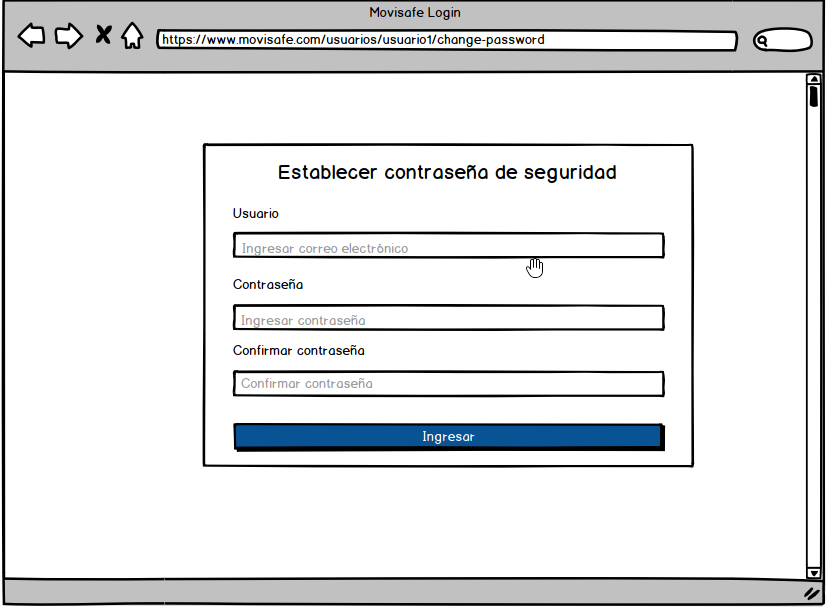 Movisafe Login
https://www.movisafe.com/usuarios/usuario1/change-password
Establecer contraseña de seguridad
Usuario
Ingresar correo electrónico
Contraseña
Ingresar contraseña
Confirmar contraseña
Confirmar contraseña
Ingresar